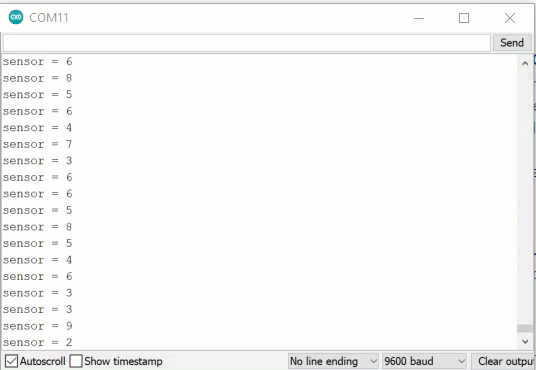 COM11
Send
sensor = 6
sensor = 8
sensor = 5
sensor = 6
sensor = 4
sensor = 7
sensor = 3
sensor = 6
sensor = 6
sensor = 5
sensor = 8
sensor = 5
sensor = 4
sensor = 6
sensor = 3
sensor = 3
sensor = 9
sensor = 2
Autoscroll Show timestamp No line ending 9600 baud Clear output